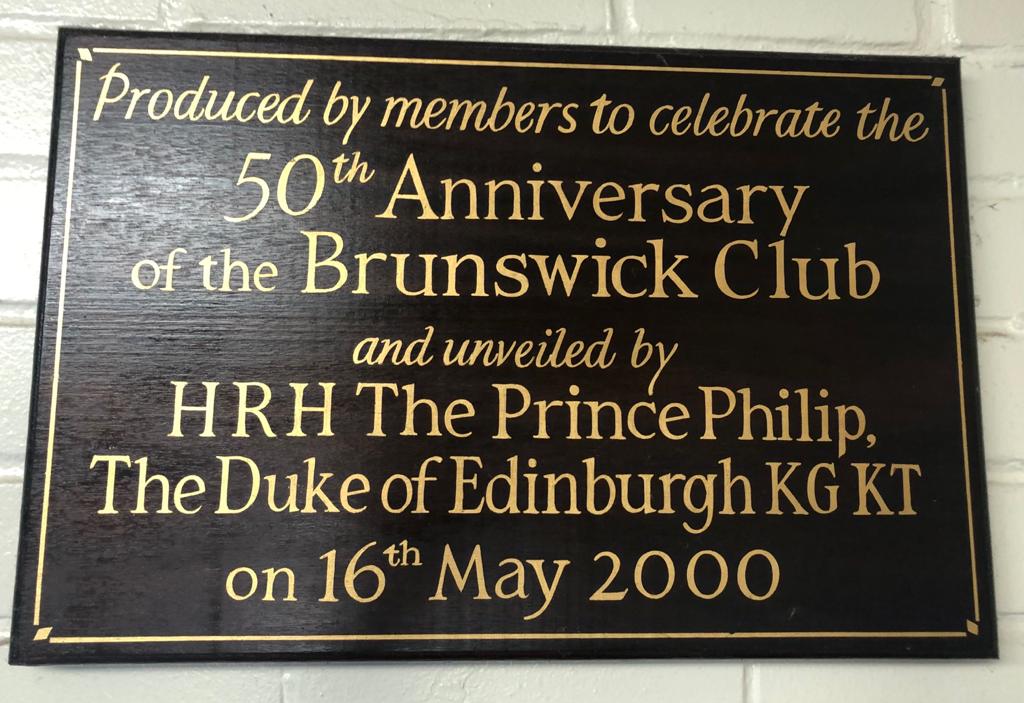 Produced by members to celebrate the
50th Anniversary
of the Brunswick Club
and unveiled by
HRH The Prince Philip,
The Duke of Edinburgh KG KT
on 16th May 2000